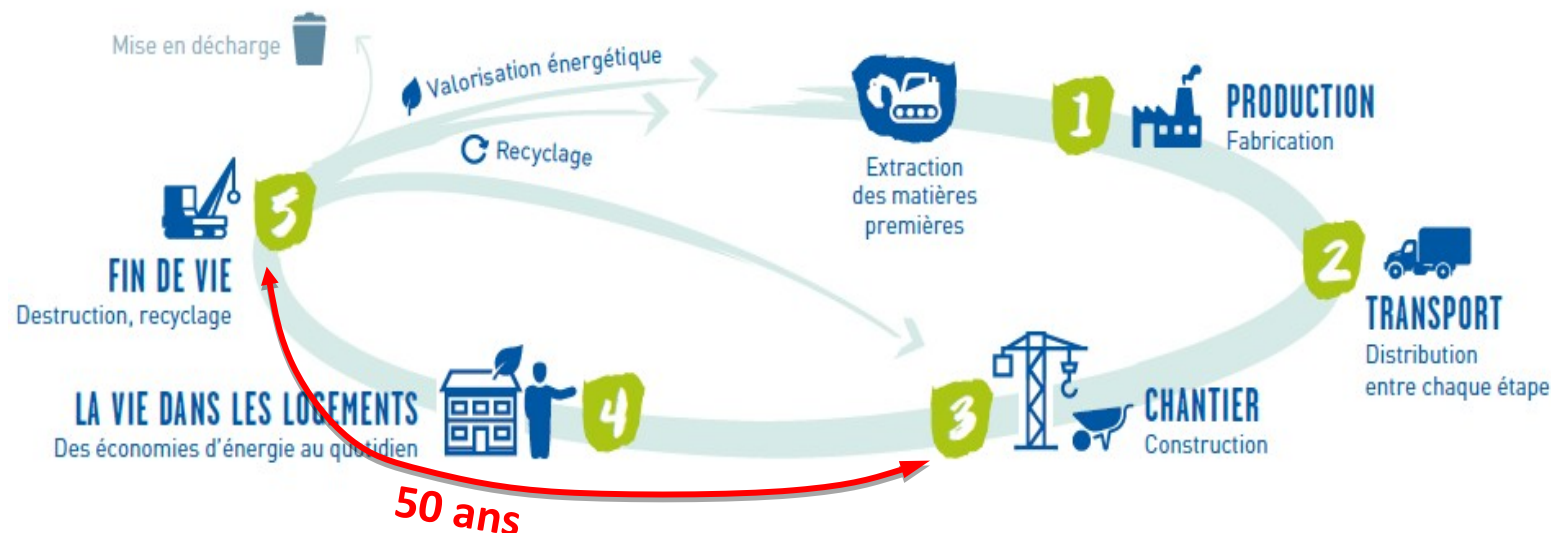 Mise en décharge
Valorisation énergétique
Recyclage
Extraction
des matières
premières
1
PRODUCTION
Fabrication
2
TRANSPORT
Distribution
entre chaque étape
3
CHANTIER
Construction
4
LA VIE DANS LES LOGEMENTS
Des économies d'énergie au quotidien
5
FIN DE VIE
Destruction, recyclage
50 ans